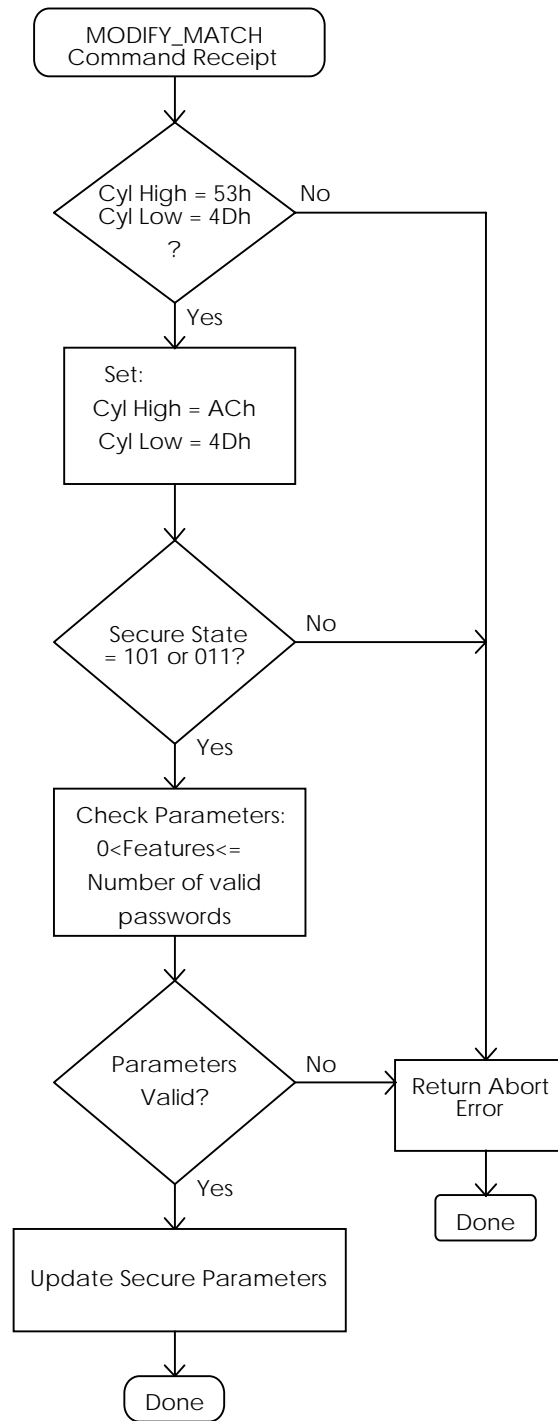 MODIFY_MATCH
Command Receipt
Cyl High = 53h
Cyl Low = 4Dh
?
No
Yes
Set:
Cyl High = ACh
Cyl Low = 4Dh
Secure State
= 101 or 011?
No
Yes
Check Parameters:
0<Features<=
Number of valid
passwords
Parameters
Valid?
No
Return Abort
Error
Yes
Done
Update Secure Parameters
Done